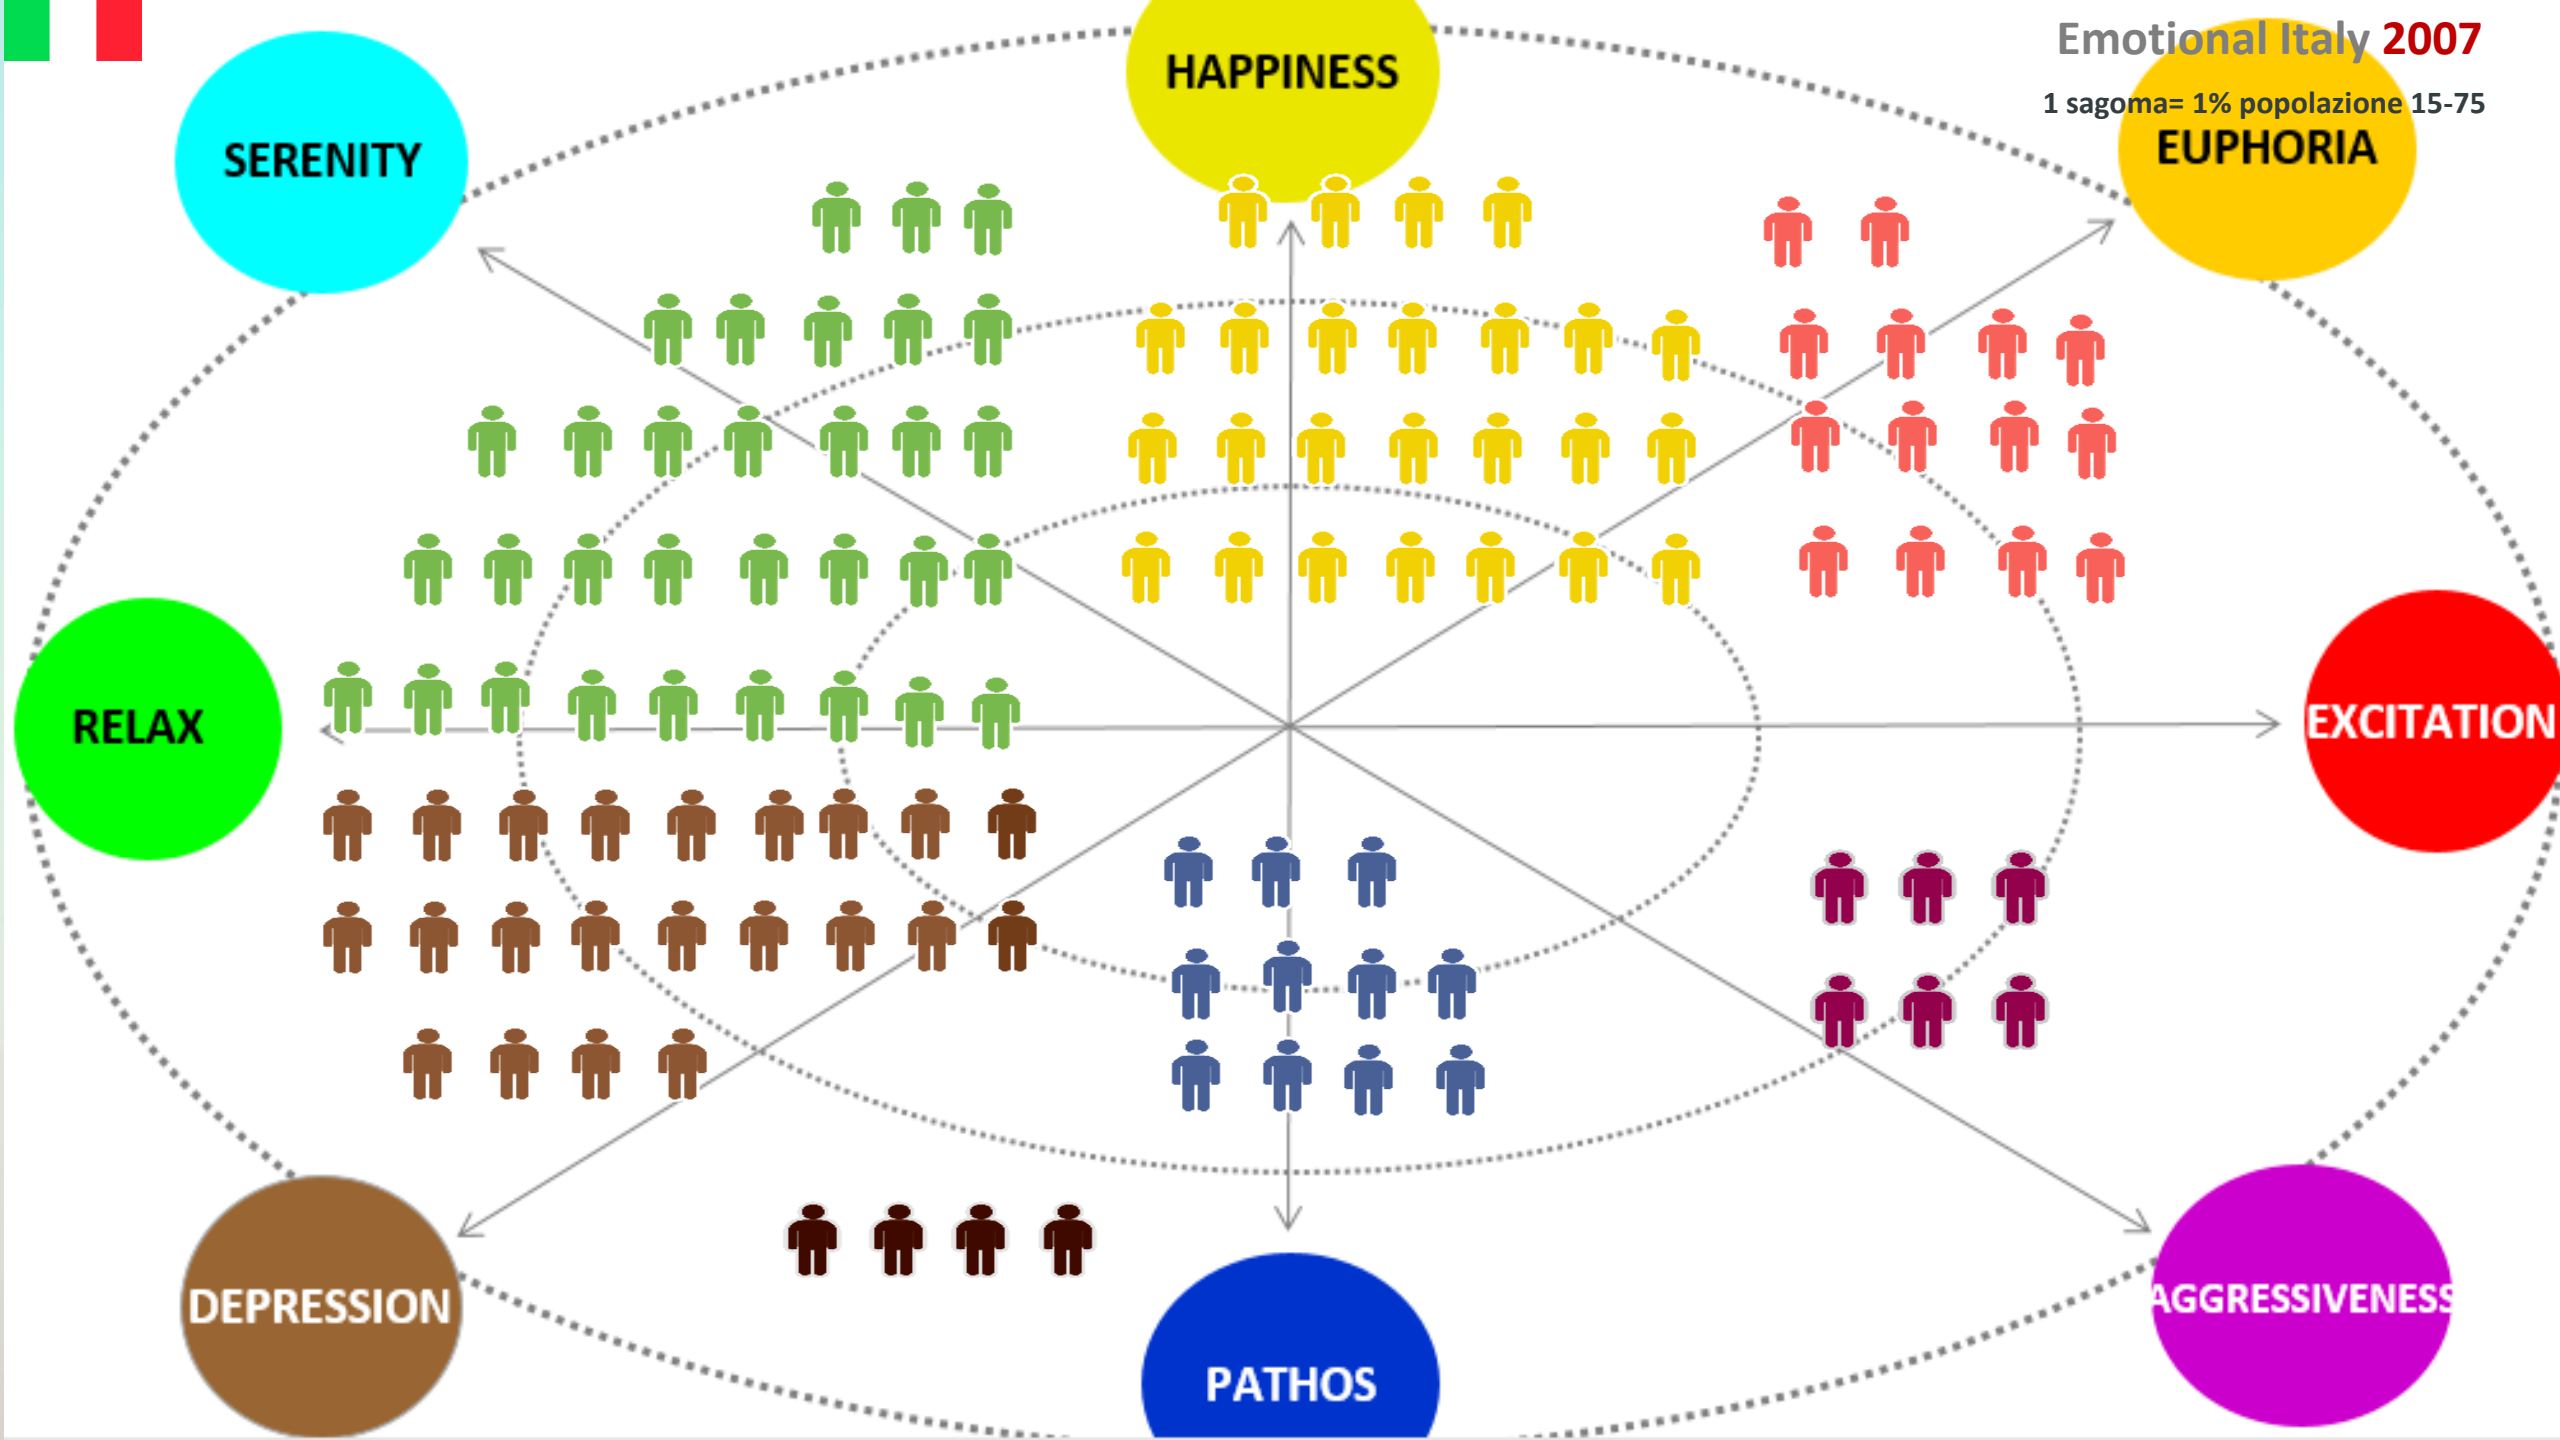 Emotional Italy 2007
1 sagoma= 1% popolazione 15-75
HAPPINESS
SERENITY
EUPHORIA
RELAX
EXCITATION
DEPRESSION
AGGRESSIVENESS
PATHOS